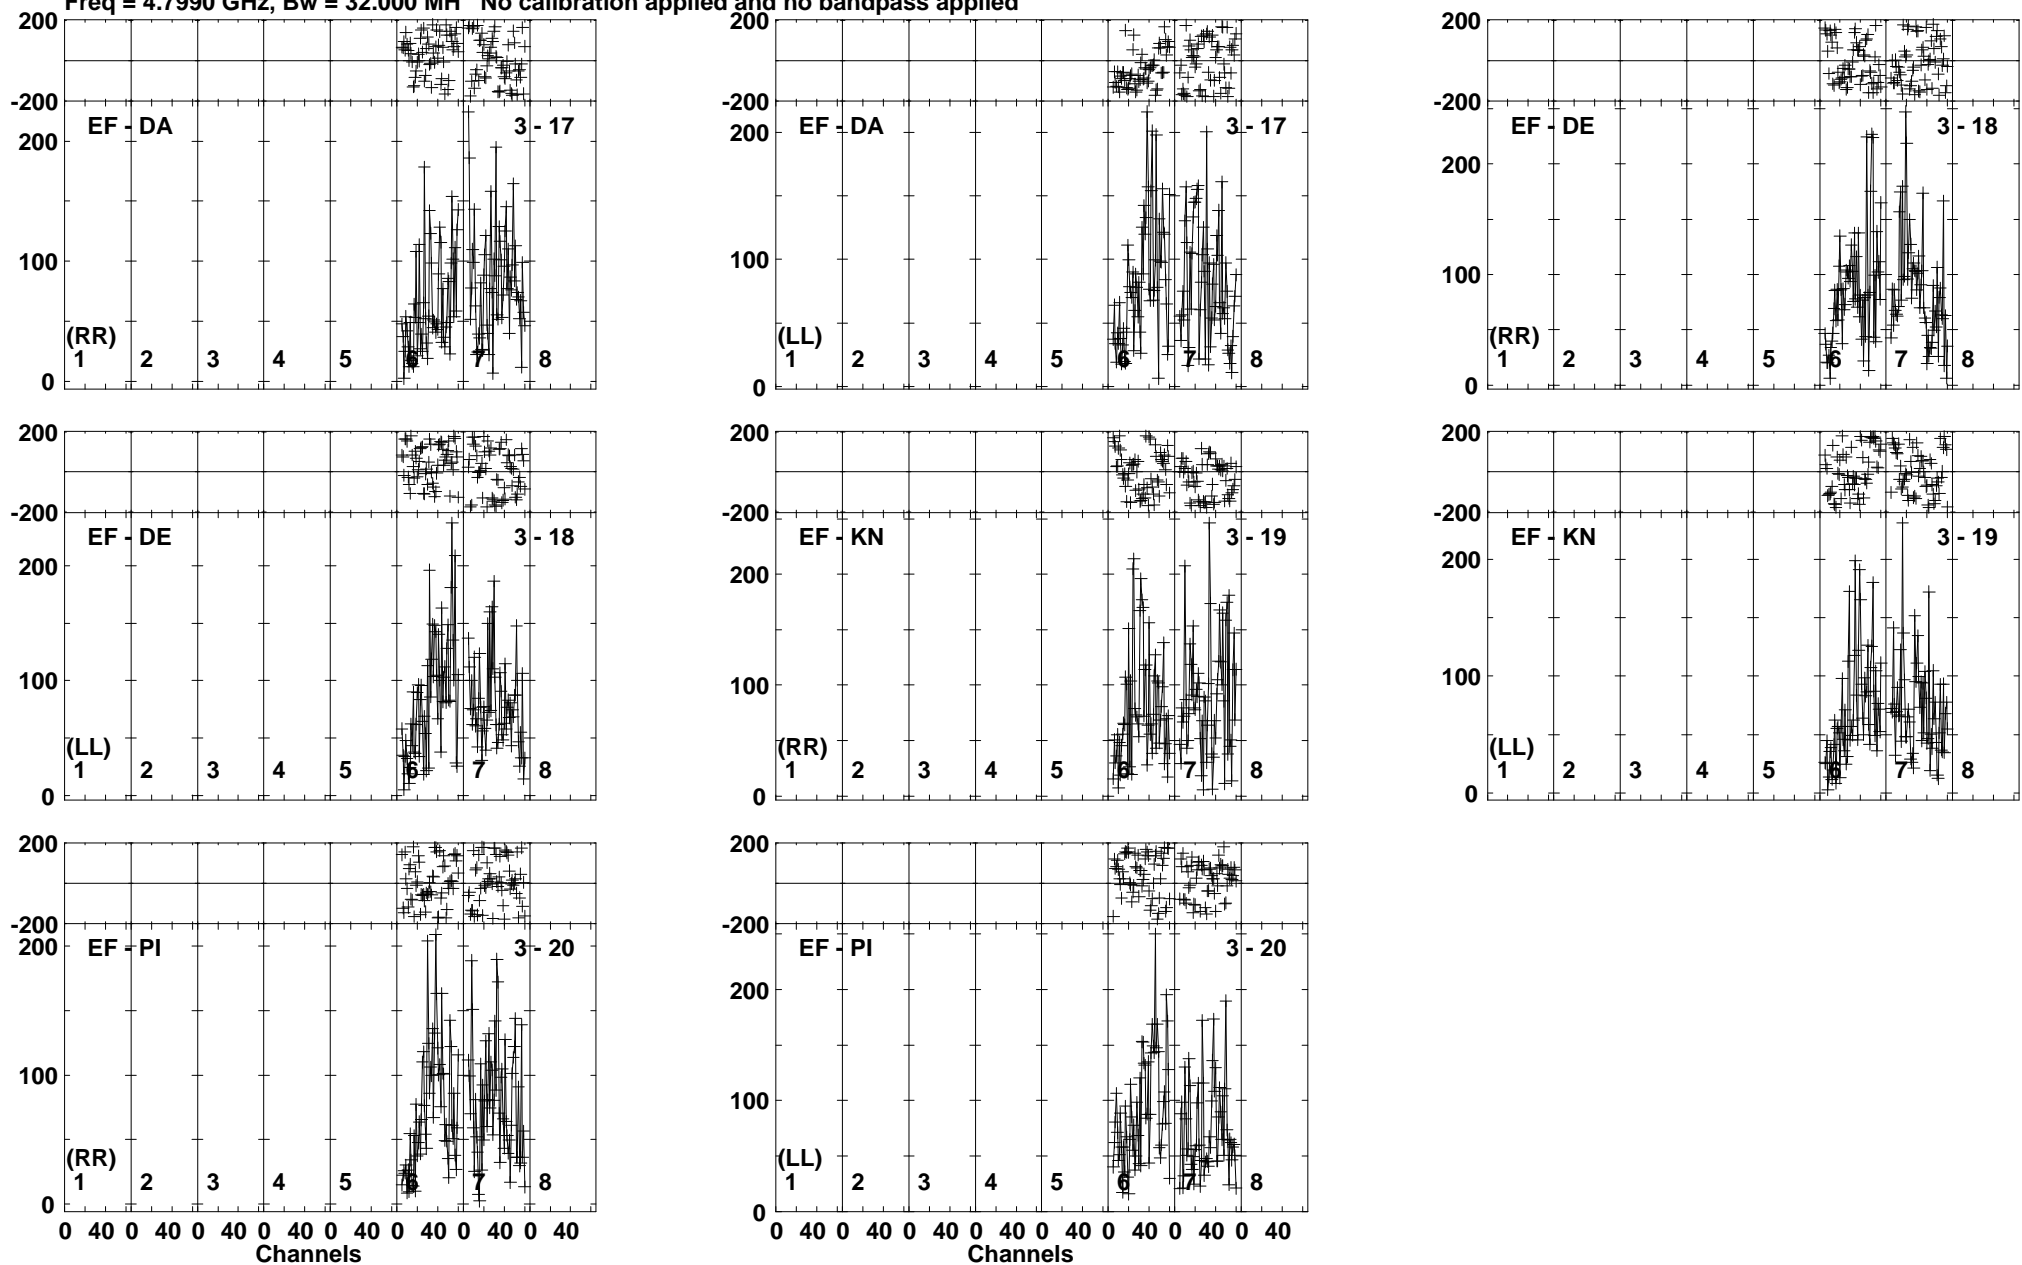 Freq = 4.7990 GHz, Bw = 32.000 MH No calibration applied and no bandpass applied
200 200 200
-200 -200 -200
EF - DA 3 - 17 EF - DA 3 - 17 EF - DE 3 - 18
200 200 200
100 100 100
(RR) (LL) (RR)
1 2 3 4 5 6 7 8 1 2 3 4 5 6 7 8 1 2 3 4 5 6 7 8
0 0 0
200 200 200
-200 -200 -200
EF - DE 3 - 18 EF - KN 3 - 19 EF - KN 3 - 19
200 200 200
100 100 100
(LL) (RR) (LL)
1 2 3 4 5 6 7 8 1 2 3 4 5 6 7 8 1 2 3 4 5 6 7 8
0 0 0
200 200
-200 -200
EF - PI 3 - 20 EF - PI 3 - 20
200 200
100 100
(RR) (LL)
1 2 3 4 5 6 7 8 1 2 3 4 5 6 7 8
0 0
0 40 0 40 0 40 0 40 0 40 0 40 0 40 0 40 0 40 0 40 0 40 0 40 0 40 0 40 0 40 0 40
Channels Channels